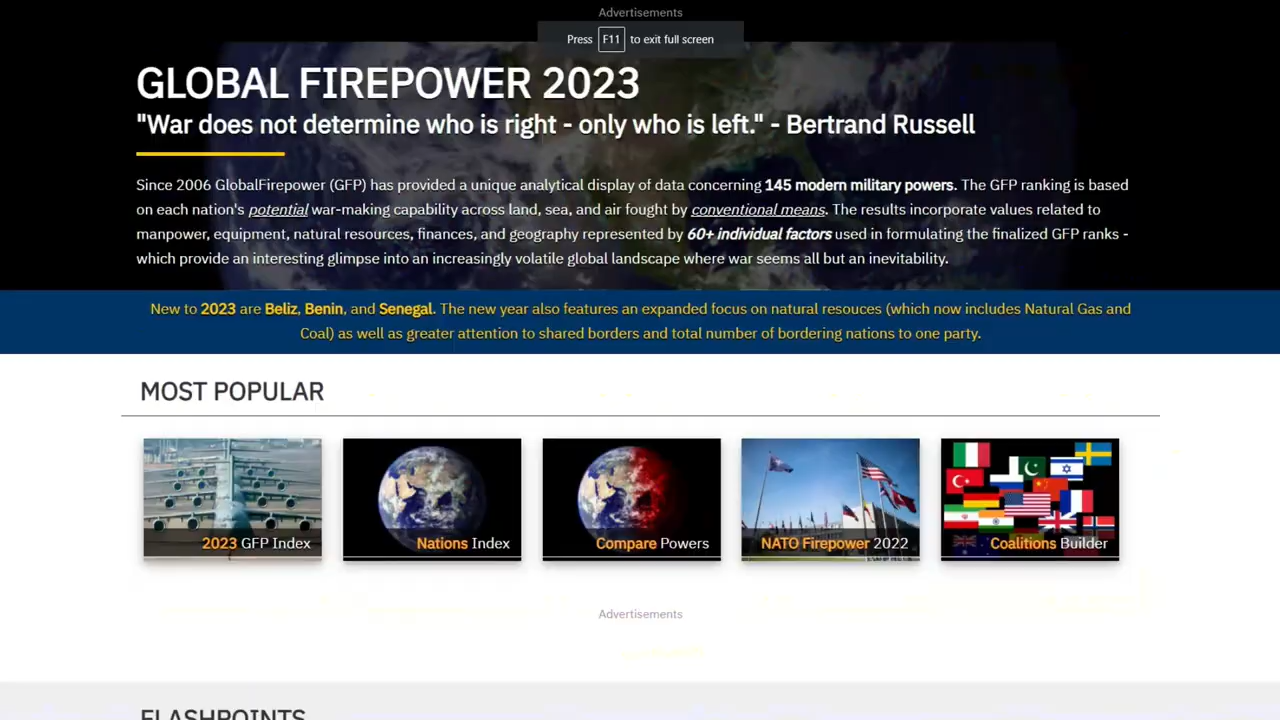 Advertisements
Press F11 to exit full screen
GLOBAL FIREPOWER 2023
"War does not determine who is right - only who is left." - Bertrand Russell
Since 2006 GlobalFirepower (GFP) has provided a unique analytical display of data concerning 145 modern military powers. The GFP ranking is based
on each nation's potential war-making capability across land, sea, and air fought by conventional means. The results incorporate values related to
manpower, equipment, natural resources, finances, and geography represented by 60+ individual factors used in formulating the finalized GFP ranks -
which provide an interesting glimpse into an increasingly volatile global landscape where war seems all but an inevitability.
New to 2023 are Beliz, Benin, and Senegal. The new year also features an expanded focus on natural resouces (which now includes Natural Gas and
Coal) as well as greater attention to shared borders and total number of bordering nations to one party.
MOST POPULAR
2023 GFP Index
Nations Index
Compare Powers
NATO Firepower 2022
Coalitions Builder
Advertisements
FLASHPOINTS